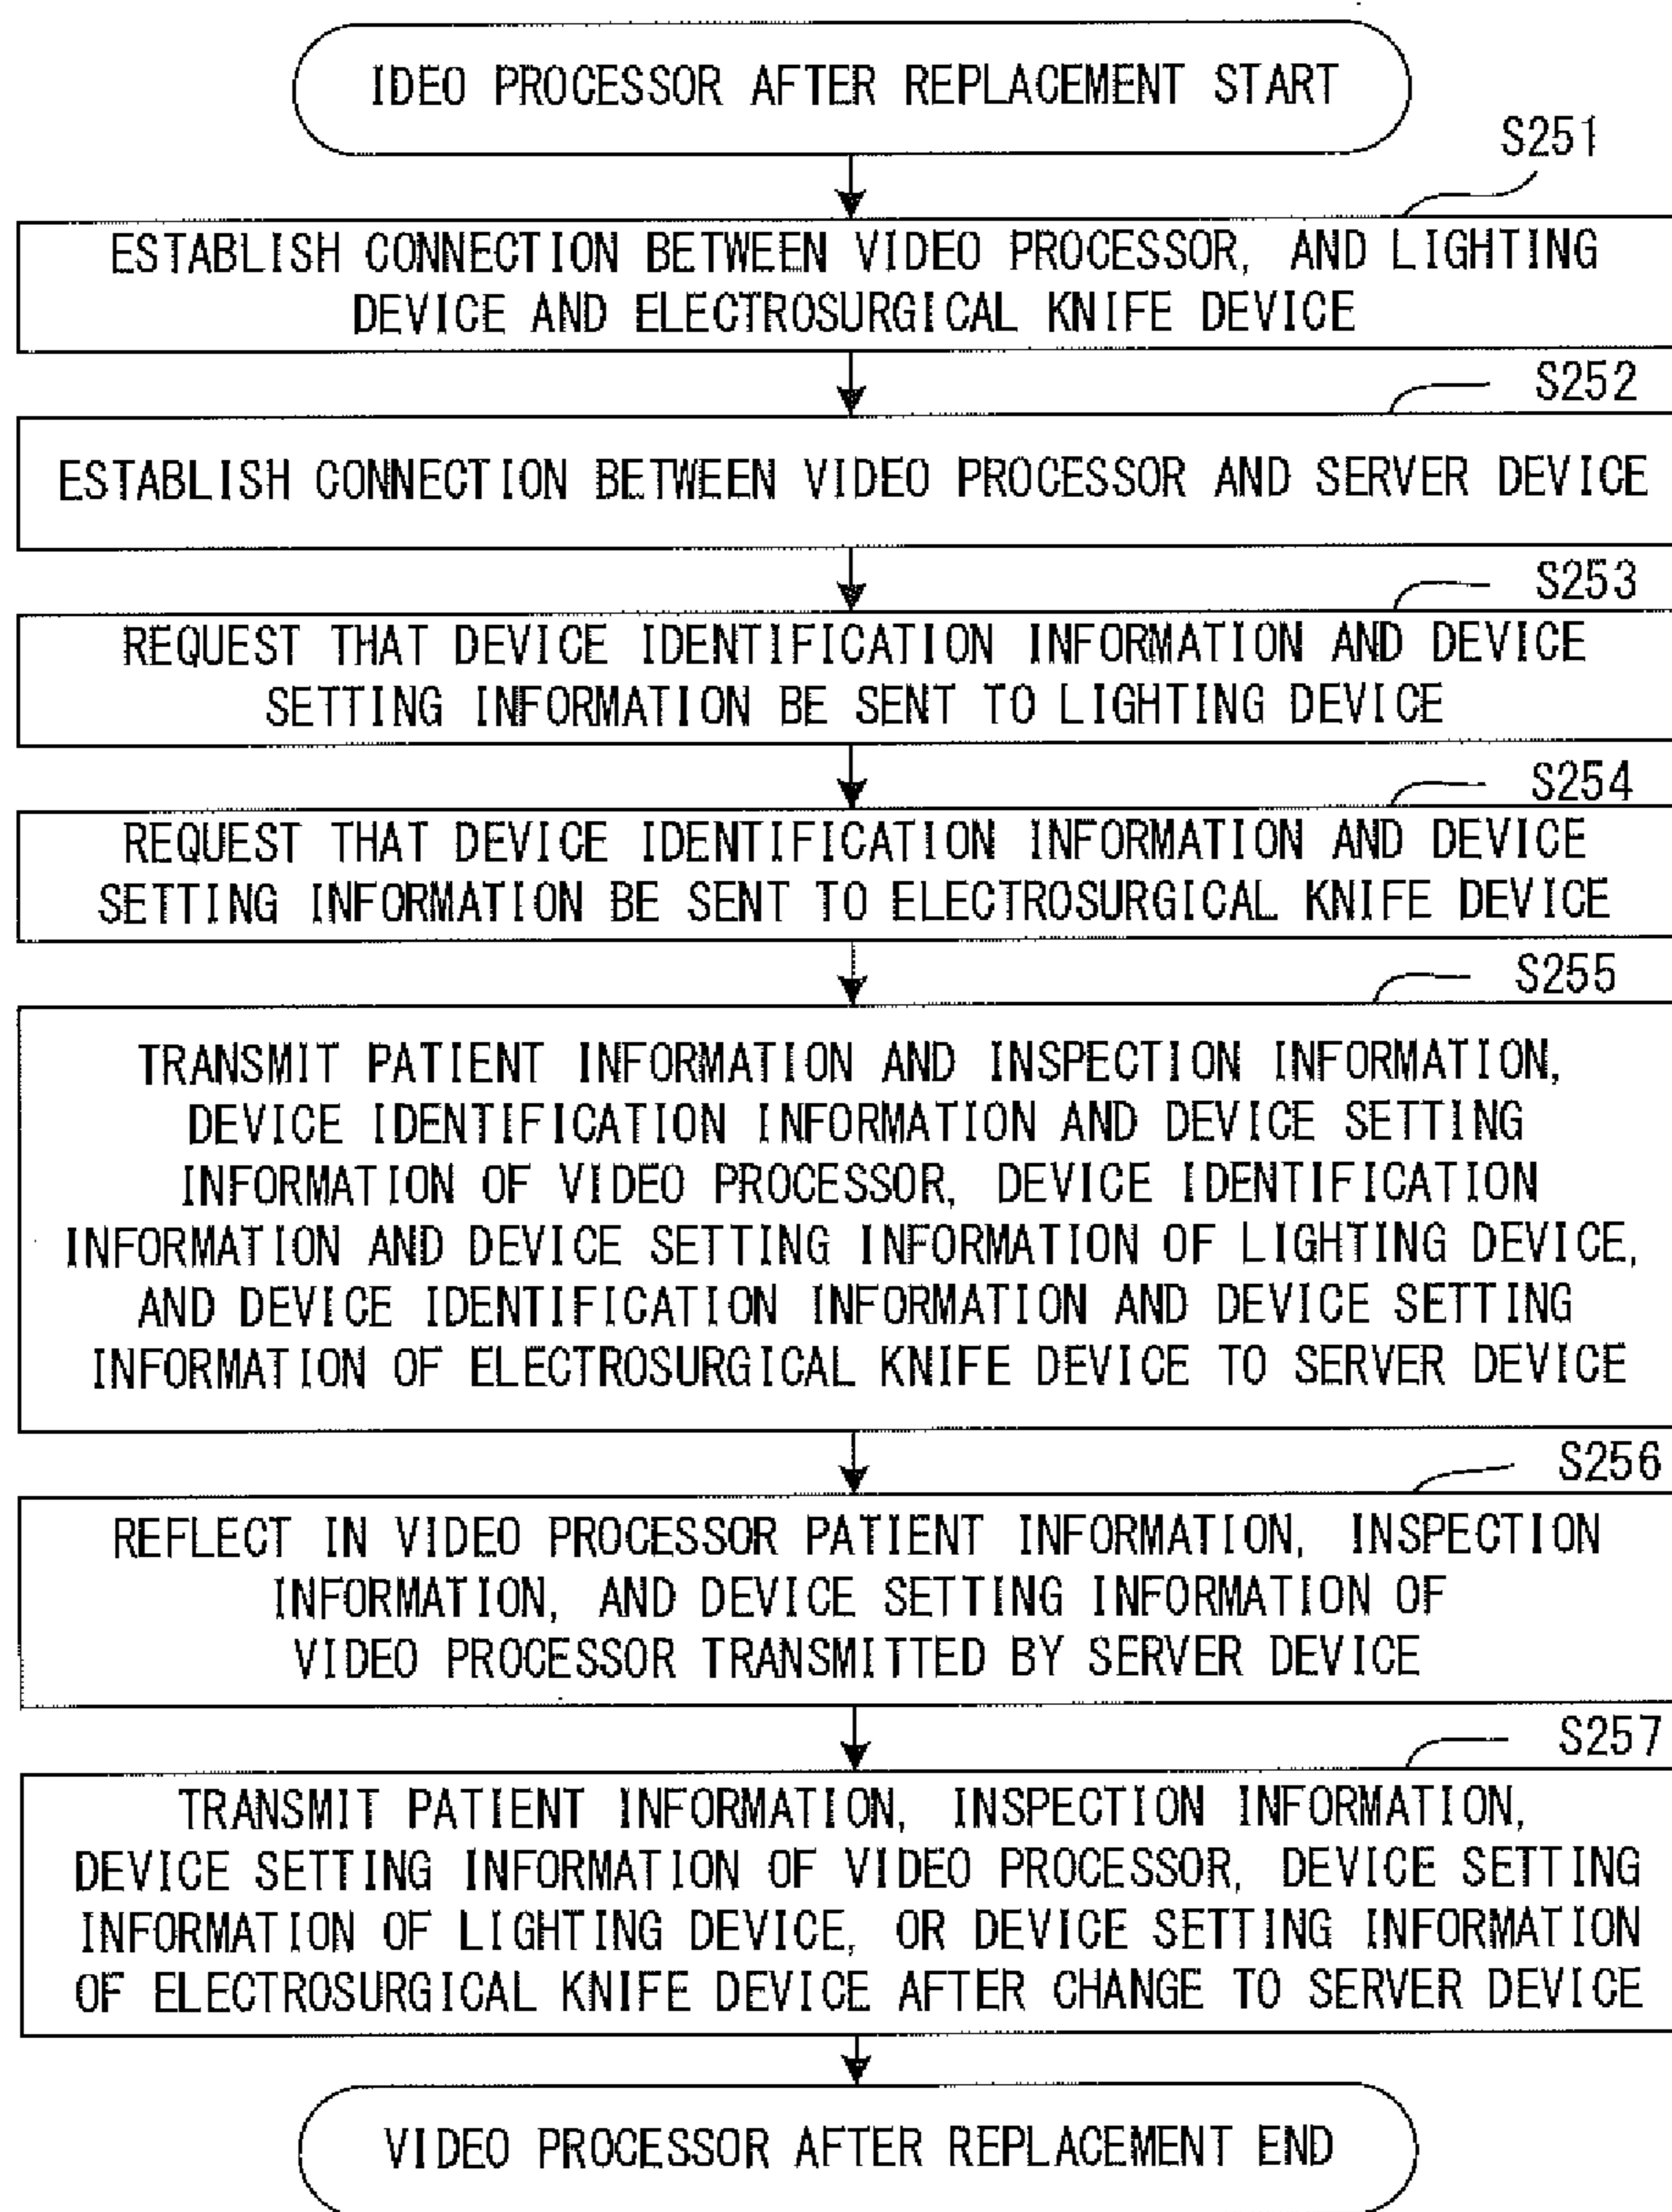 IDEO PROCESSOR AFTER REPLACEMENT START
S251
ESTABLISH CONNECTION BETWEEN VIDEO PROCESSOR, AND LIGHTING
DEVICE AND ELECTROSURGICAL KNIFE DEVICE
S252
ESTABLISH CONNECTION BETWEEN VIDEO PROCESSOR AND SERVER DEVICE
S253
REQUEST THAT DEVICE IDENTIFICATION INFORMATION AND DEVICE
SETTING INFORMATION BE SENT TO LIGHTING DEVICE
S254
REQUEST THAT DEVICE IDENTIFICATION INFORMATION AND DEVICE
SETTING INFORMATION BE SENT TO ELECTROSURGICAL KNIFE DEVICE
S255
TRANSMIT PATIENT INFORMATION AND INSPECTION INFORMATION,
DEVICE IDENTIFICATION INFORMATION AND DEVICE SETTING
INFORMATION OF VIDEO PROCESSOR, DEVICE IDENTIFICATION
INFORMATION AND DEVICE SETTING INFORMATION OF LIGHTING DEVICE,
AND DEVICE IDENTIFICATION INFORMATION AND DEVICE SETTING
INFORMATION OF ELECTROSURGICAL KNIFE DEVICE TO SERVER DEVICE
S256
REFLECT IN VIDEO PROCESSOR PATIENT INFORMATION, INSPECTION
INFORMATION, AND DEVICE SETTING INFORMATION OF
VIDEO PROCESSOR TRANSMITTED BY SERVER DEVICE
S257
TRANSMIT PATIENT INFORMATION, INSPECTION INFORMATION,
DEVICE SETTING INFORMATION OF VIDEO PROCESSOR, DEVICE SETTING
INFORMATION OF LIGHTING DEVICE, OR DEVICE SETTING INFORMATION
OF ELECTROSURGICAL KNIFE DEVICE AFTER CHANGE TO SERVER DEVICE
VIDEO PROCESSOR AFTER REPLACEMENT END